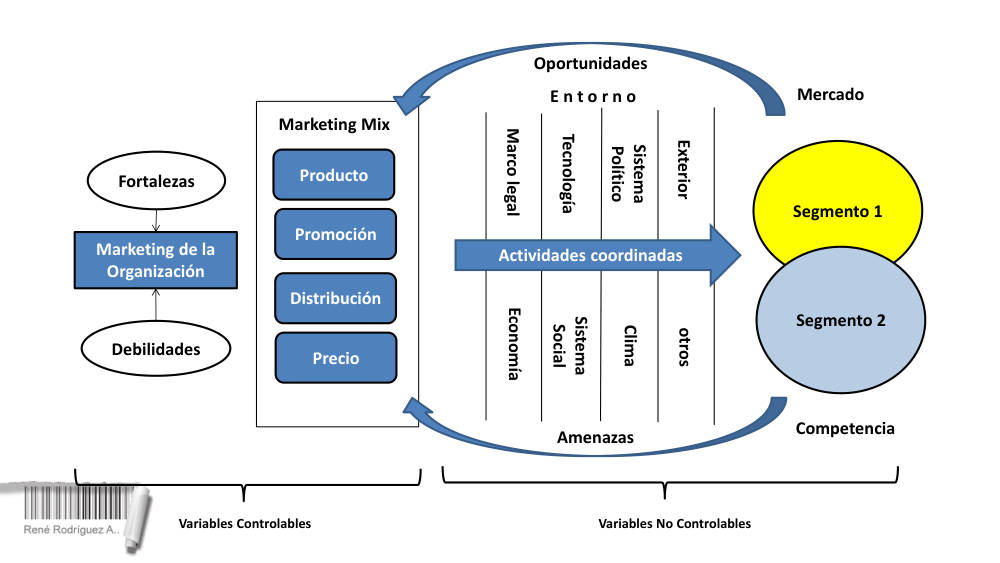 Oportunidades
E n t o r n o
Mercado
Marketing Mix
Fortalezas
Marketing de la
Organización
Debilidades
Producto
Promoción
Distribución
Precio
Marco legal
Tecnología
Sistema
Político
Exterior
Actividades coordinadas
Economía
Sistema
Social
Clima
otros
Segmento 1
Segmento 2
Amenazas
Competencia
Variables Controlables
Variables No Controlables
René Rodríguez A..